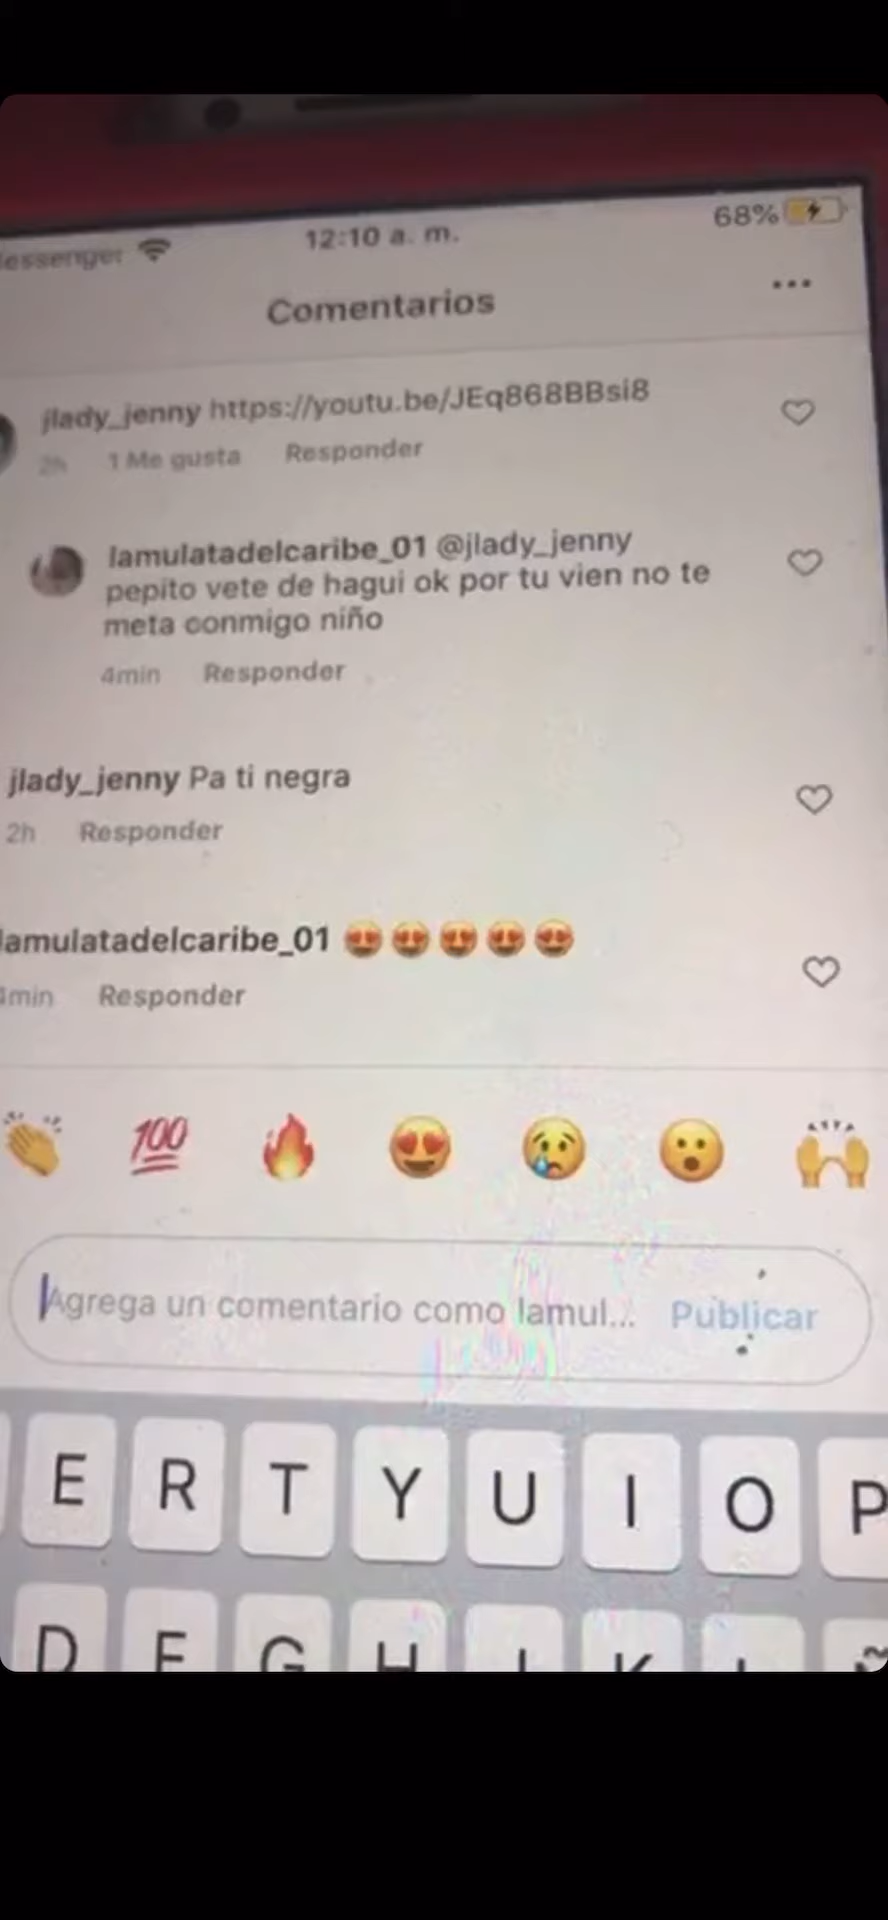 12:10 a. m.
68%
Comentarios
jlady_jenny https://youtu.be/JEq868BBsi8
2h 1 Me gusta Responder
lamulatadelcaribe_01 @jlady_jenny
pepito vete de hagui ok por tu vien no te
meta conmigo niño
4min Responder
jlady_jenny Pa ti negra
2h Responder
lamulatadelcaribe_01 😍😍😍😍😍
Responder
👏 💯 🔥 😍 😢 😮 🙌
Agrega un comentario como lamul... Publicar
E R T Y U I O P
D F G H J K L Ñ